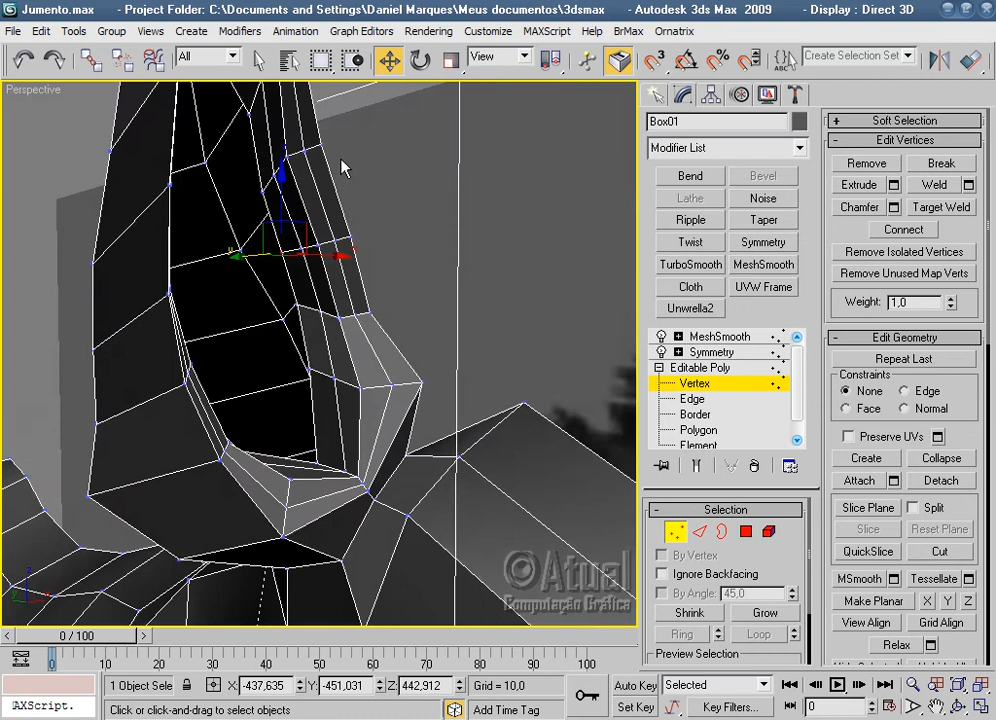 Jumento.max - Project Folder: C:\Documents and Settings\Daniel Marques\Meus documentos\3dsmax - Autodesk 3ds Max 2009 - Display : Direct 3D
File Edit Tools Group Views Create Modifiers Animation Graph Editors Rendering Customize MAXScript Help BrMax Ornatrix
All View Create Selection Set
Perspective
Box01
Modifier List
Bend Bevel
Lathe Noise
Ripple Taper
Twist Symmetry
TurboSmooth MeshSmooth
Cloth UVW Frame
Unwrella2
MeshSmooth
Symmetry
Editable Poly
Vertex
Edge
Border
Polygon
Element
Selection
By Vertex
Ignore Backfacing
By Angle: 45,0
Shrink Grow
Ring Loop
Preview Selection
Soft Selection
Edit Vertices
Remove Break
Extrude Weld
Chamfer Target Weld
Connect
Remove Isolated Vertices
Remove Unused Map Verts
Weight: 1,0
Edit Geometry
Repeat Last
Constraints
None Edge
Face Normal
Preserve UVs
Create Collapse
Attach Detach
Slice Plane Split
Slice Reset Plane
QuickSlice Cut
MSmooth Tessellate
Make Planar X Y Z
View Align Grid Align
Relax
©Atual
Computação Gráfica
0 / 100
0 10 20 30 40 50 60 70 80 90 100
1 Object Sele X: -437,635 Y: -451,031 Z: 442,912 Grid = 10,0 Auto Key Selected
AXScript. Click or click-and-drag to select objects Add Time Tag Set Key Key Filters... 0